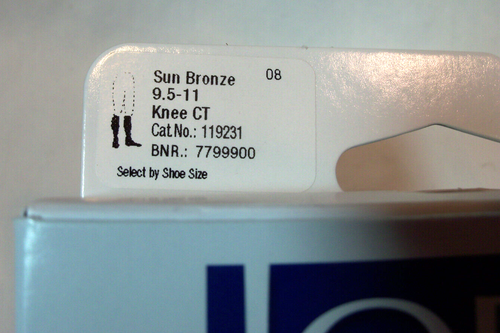 Sun Bronze 08
9.5-11
Knee CT
Cat.No.: 119231
BNR.: 7799900
Select by Shoe Size